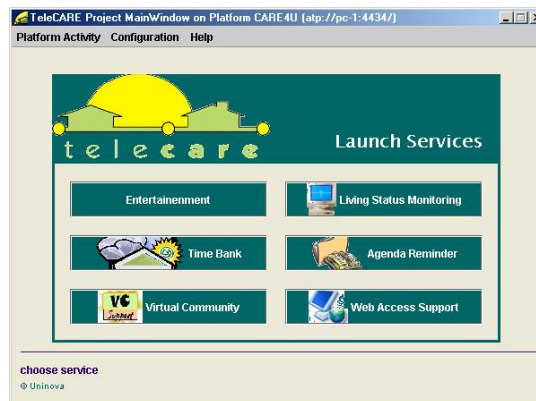 TeleCARE Project MainWindow on Platform CARE4U (atp://pc-1:4434/)
Platform Activity Configuration Help
telecare
Launch Services
Entertainenment
Living Status Monitoring
Time Bank
Agenda Reminder
VC Support
Virtual Community
Web Access Support
choose service
© Uninova